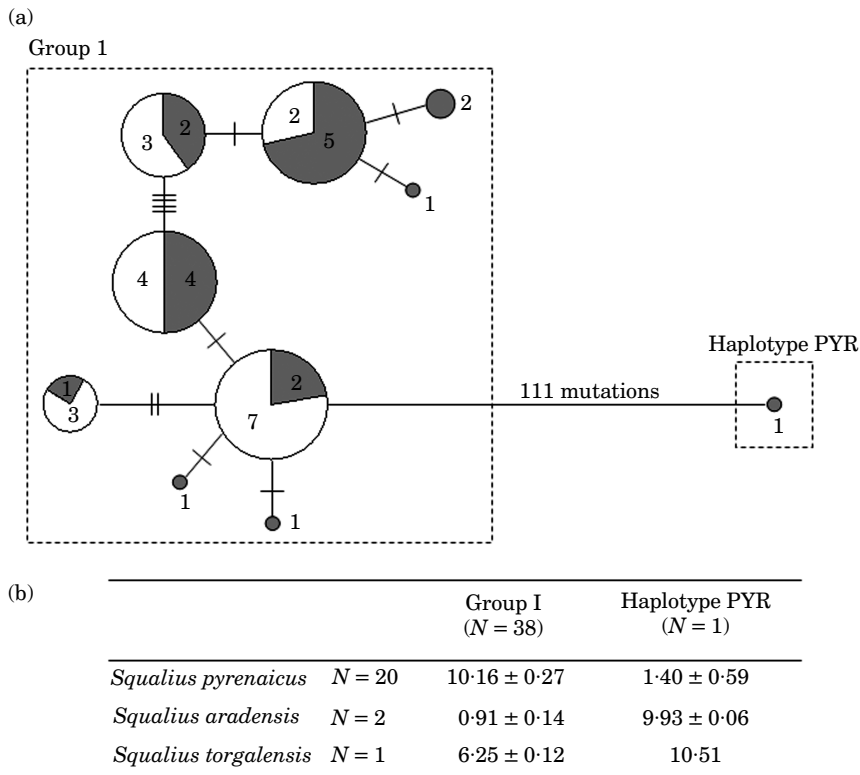 (a)
Group 1
2
3
2
2
5
1
4
4
Haplotype PYR
1
3
2
7
111 mutations
1
1
1
(b)
Group I Haplotype PYR
(N = 38) (N = 1)
Squalius pyrenaicus N = 20 10·16 ± 0·27 1·40 ± 0·59
Squalius aradensis N = 2 0·91 ± 0·14 9·93 ± 0·06
Squalius torgalensis N = 1 6·25 ± 0·12 10·51